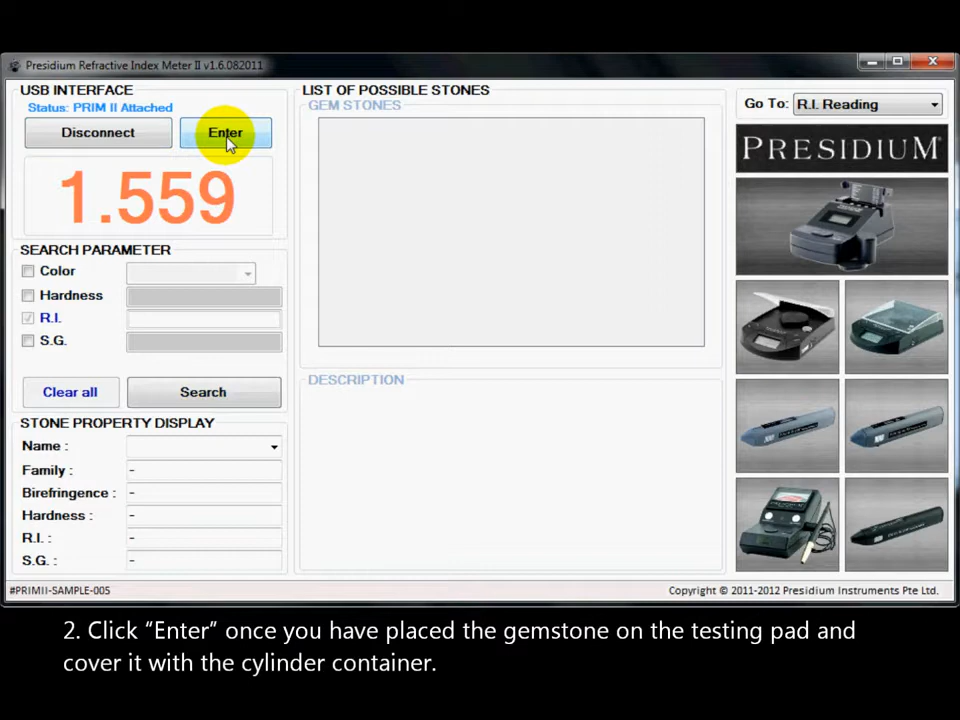 Presidium Refractive Index Meter II v1.6.082011
USB INTERFACE
Status: PRIM II Attached
Disconnect
Enter
1.559
SEARCH PARAMETER
Color
Hardness
R.I.
S.G.
Clear all
Search
STONE PROPERTY DISPLAY
Name :
Family : -
Birefringence : -
Hardness : -
R.I. : -
S.G. : -
LIST OF POSSIBLE STONES
GEM STONES
DESCRIPTION
Go To: R.I. Reading
PRESIDIUM
#PRIMII-SAMPLE-005
Copyright © 2011-2012 Presidium Instruments Pte Ltd.
2. Click “Enter” once you have placed the gemstone on the testing pad and
cover it with the cylinder container.